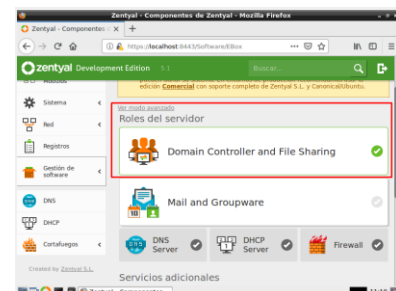 Zentyal - Componentes de Zentyal - Mozilla Firefox
Zentyal - Componentes
https://localhost:8443/Software/EBox
zentyal Development Edition 5.1
Buscar...
edición Comercial con soporte completo de Zentyal S.L. y Canonical/Ubuntu.
Módulos
Sistema
Red
Registros
Gestión de software
DNS
DHCP
Cortafuegos
Created by Zentyal S.L.
Ver modo avanzado
Roles del servidor
Domain Controller and File Sharing
Mail and Groupware
DNS Server
DHCP Server
Firewall
Servicios adicionales